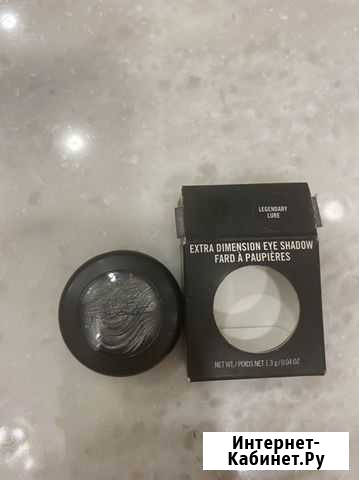 LEGENDARY
LURE
EXTRA DIMENSION EYE SHADOW
FARD À PAUPIÈRES
NET WT. / POIDS NET 1.3 g / 0.04 OZ
Интернет-
Кабинет.Ру